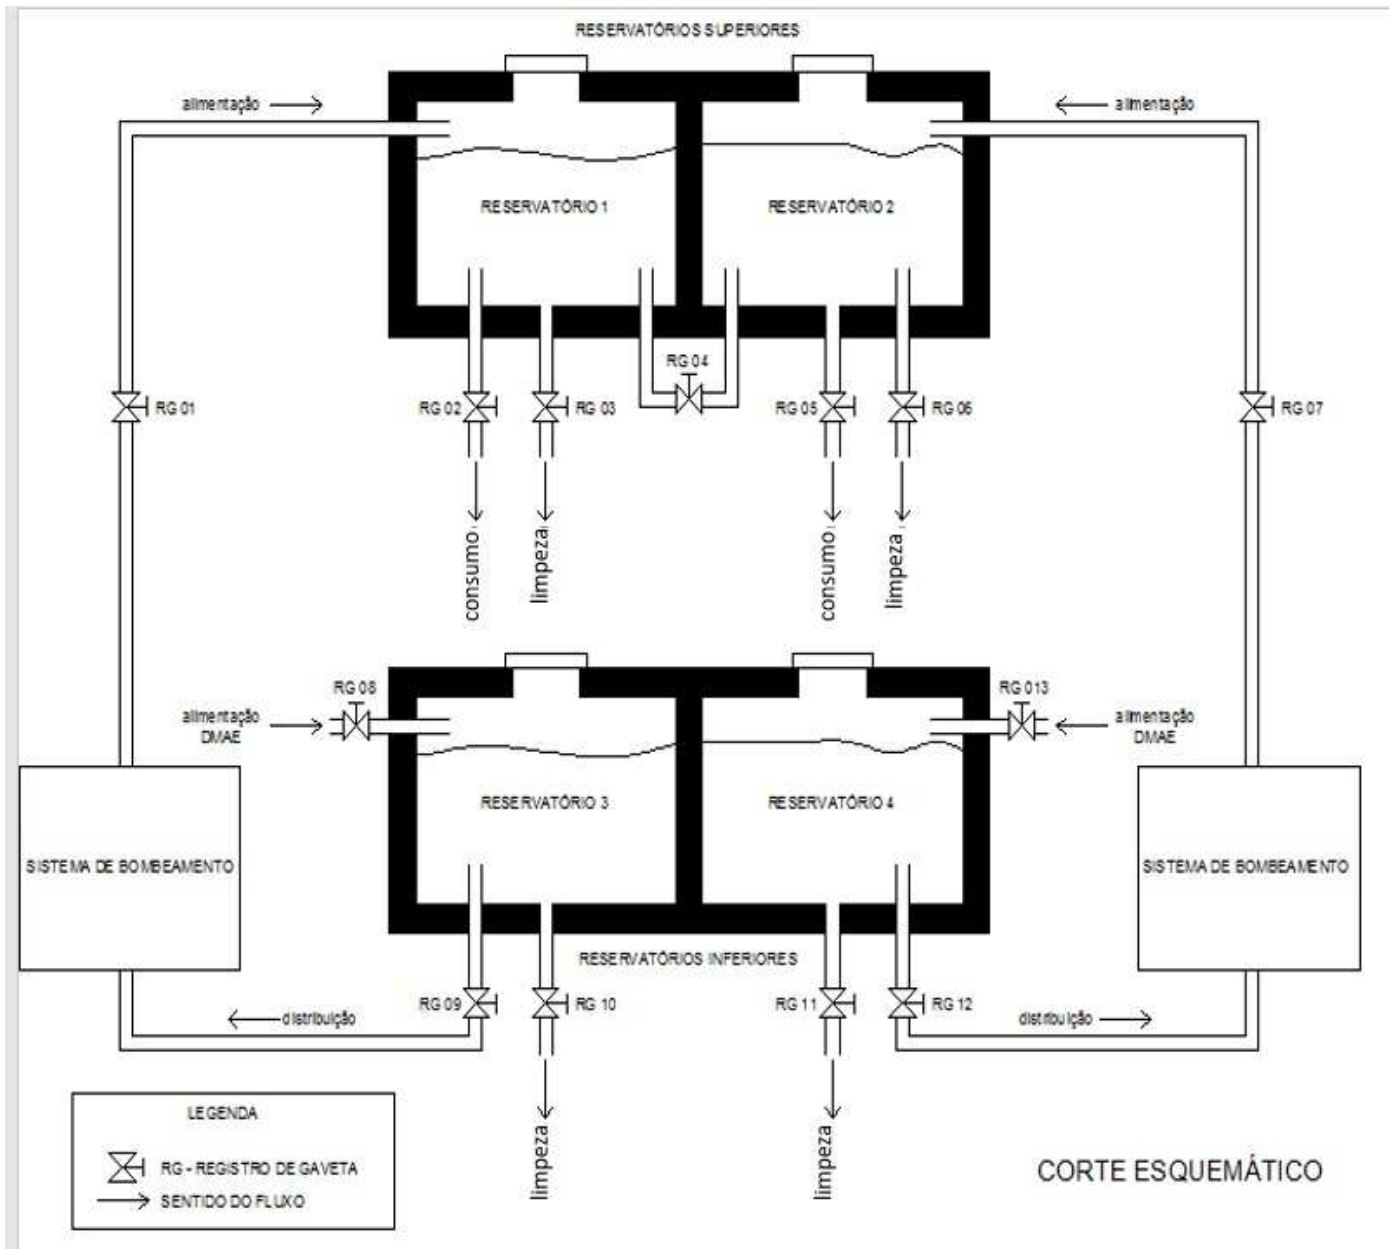 RESERVATÓRIOS SUPERIORES
alimentação
alimentação
RESERVATÓRIO 1
RESERVATÓRIO 2
RG 04
RG 01
RG 02
RG 03
RG 05
RG 06
RG 07
consumo
limpeza
consumo
limpeza
RG 08
RG 013
alimentação
DMAE
alimentação
DMAE
RESERVATÓRIO 3
RESERVATÓRIO 4
SISTEMA DE BOMBEAMENTO
SISTEMA DE BOMBEAMENTO
RESERVATÓRIOS INFERIORES
RG 09
RG 10
RG 11
RG 12
distribuição
distribuição
limpeza
limpeza
LEGENDA
RG - REGISTRO DE GAVETA
SENTIDO DO FLUXO
CORTE ESQUEMÁTICO